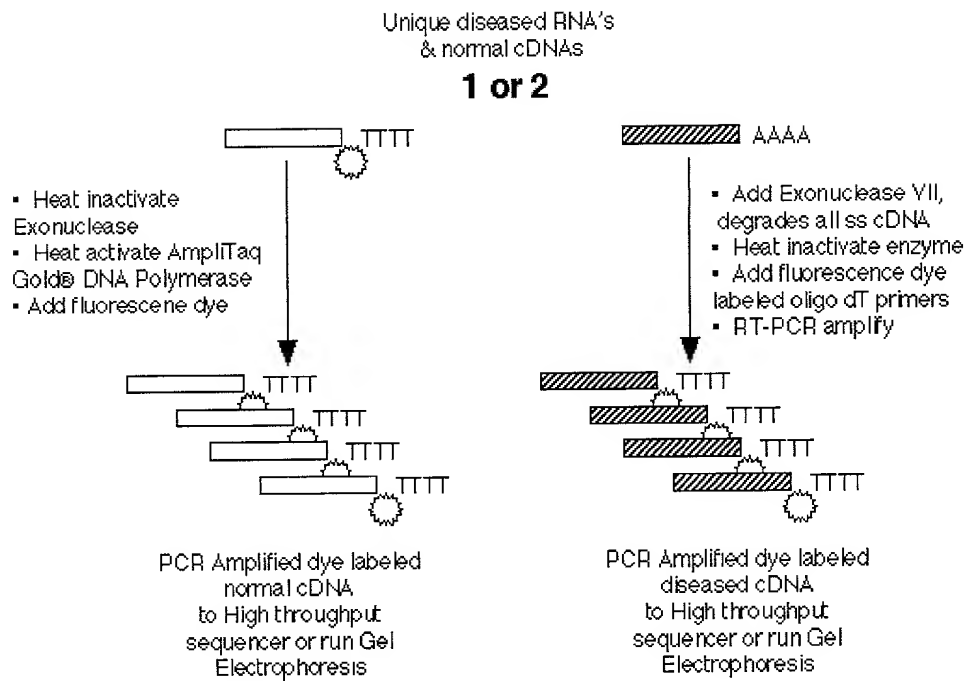 Unique diseased RNA's
& normal cDNAs
1 or 2
TTTT
AAAA
▪ Heat inactivate
Exonuclease
▪ Heat activate AmpliTaq
Gold® DNA Polymerase
▪ Add fluorescene dye
▪ Add Exonuclease VII,
degrades all ss cDNA
▪ Heat inactivate enzyme
▪ Add fluorescence dye
labeled oligo dT primers
▪ RT-PCR amplify
TTTT
TTTT
TTTT
TTTT
TTTT
TTTT
TTTT
TTTT
PCR Amplified dye labeled
normal cDNA
to High throughput
sequencer or run Gel
Electrophoresis
PCR Amplified dye labeled
diseased cDNA
to High throughput
sequencer or run Gel
Electrophoresis